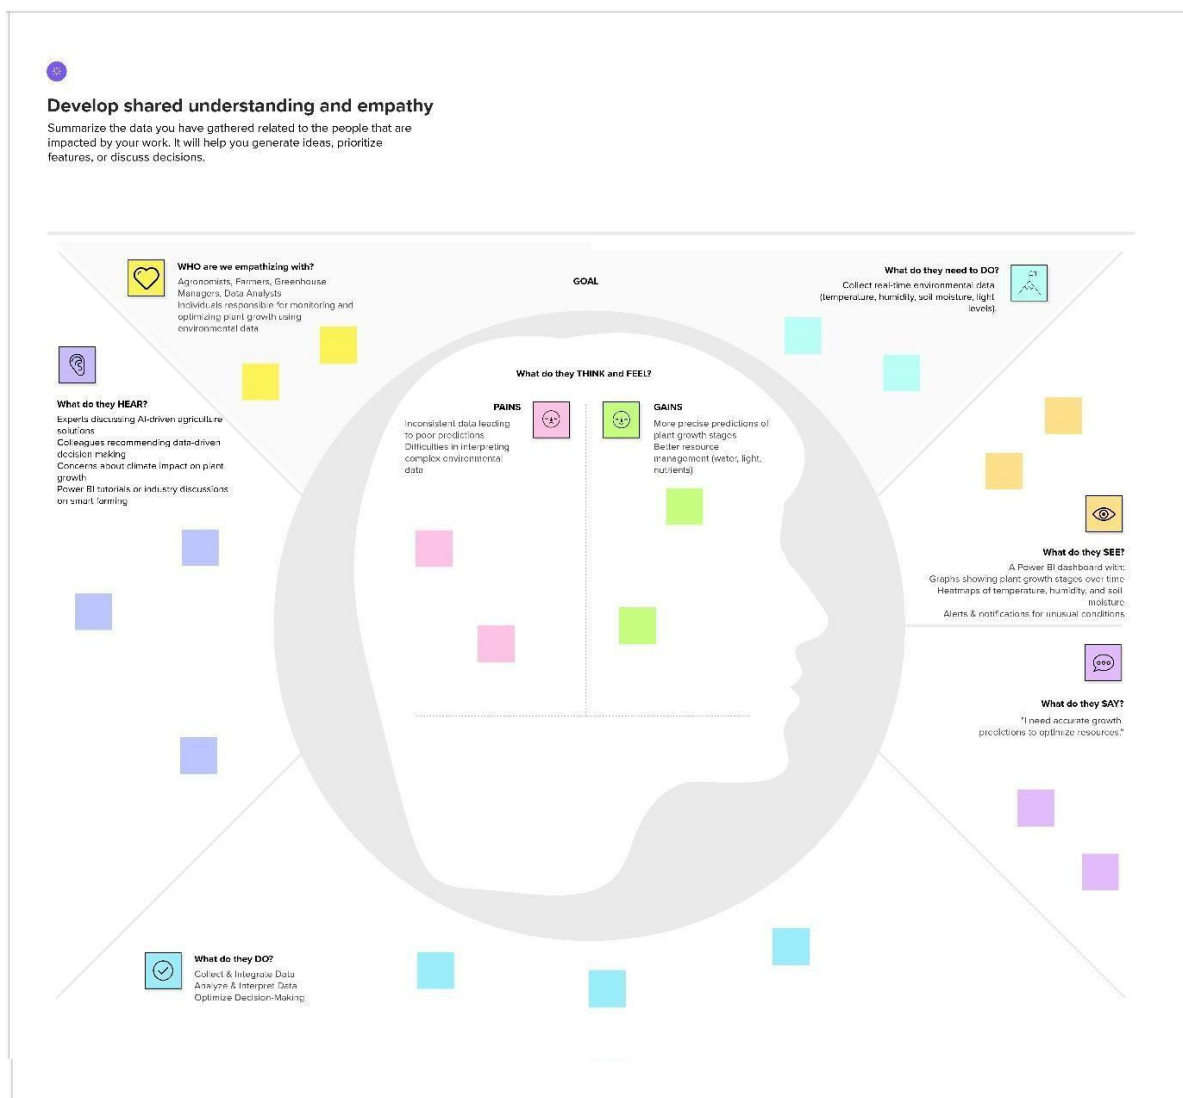 Develop shared understanding and empathy
Summarize the data you have gathered related to the people that are
impacted by your work. It will help you generate ideas, prioritize
features, or discuss decisions.
WHO are we empathizing with?
Agronomists, Farmers, Greenhouse
Managers, Data Analysts
Individuals responsible for monitoring and
optimizing plant growth using
environmental data
GOAL
What do they need to DO?
Collect real-time environmental data
(temperature, humidity, soil moisture, light
levels).
What do they HEAR?
Experts discussing AI-driven agriculture
solutions
Colleagues recommending data-driven
decision making
Concerns about climate impact on plant
growth
Power BI tutorials or industry discussions
on smart farming
What do they THINK and FEEL?
PAINS
Inconsistent data leading
to poor predictions
Difficulties in interpreting
complex environmental
data
GAINS
More precise predictions of
plant growth stages
Better resource
management (water, light,
nutrients)
What do they SEE?
A Power BI dashboard with:
Graphs showing plant growth stages over time
Heatmaps of temperature, humidity, and soil
moisture
Alerts & notifications for unusual conditions
What do they SAY?
"I need accurate growth
predictions to optimize resources."
What do they DO?
Collect & Integrate Data
Analyze & Interpret Data
Optimize Decision-Making